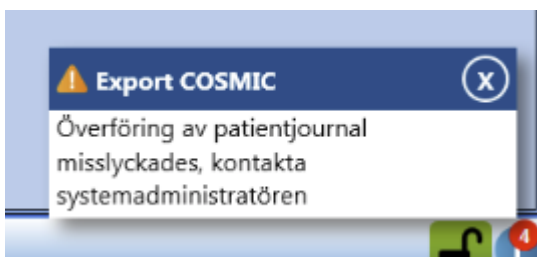 Export COSMIC
X
Överföring av patientjournal
misslyckades, kontakta
systemadministratören
4